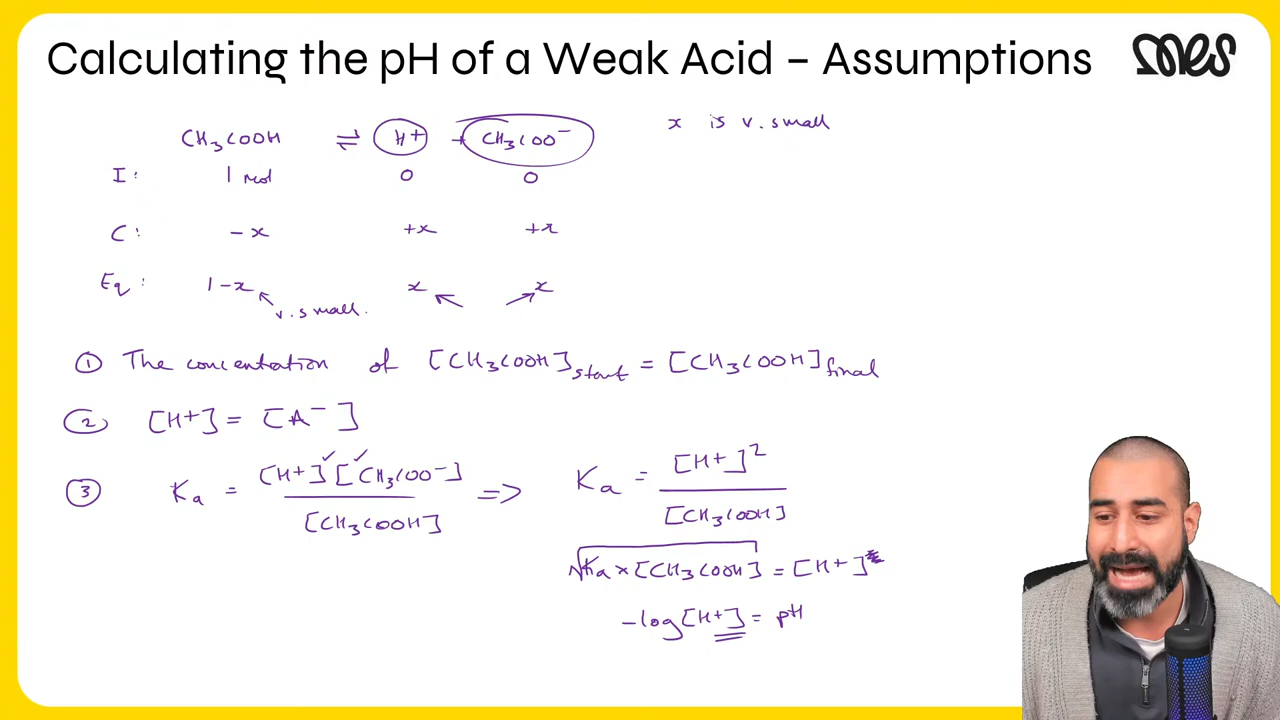 Calculating the pH of a Weak Acid – Assumptions
zmes
CH₃COOH ⇌ H+ + CH₃COO⁻
x is v. small
I: 1 mol 0 0
C: -x +x +x
Eq: 1-x x x
v. small.
① The concentration of [CH₃COOH]start = [CH₃COOH]final
② [H+] = [A⁻]
③ Ka = [H+]✓[✓CH₃COO⁻] / [CH₃COOH] => Ka = [H+]² / [CH₃COOH]
√Ka × [CH₃COOH] = [H+]
-log[H+] = pH